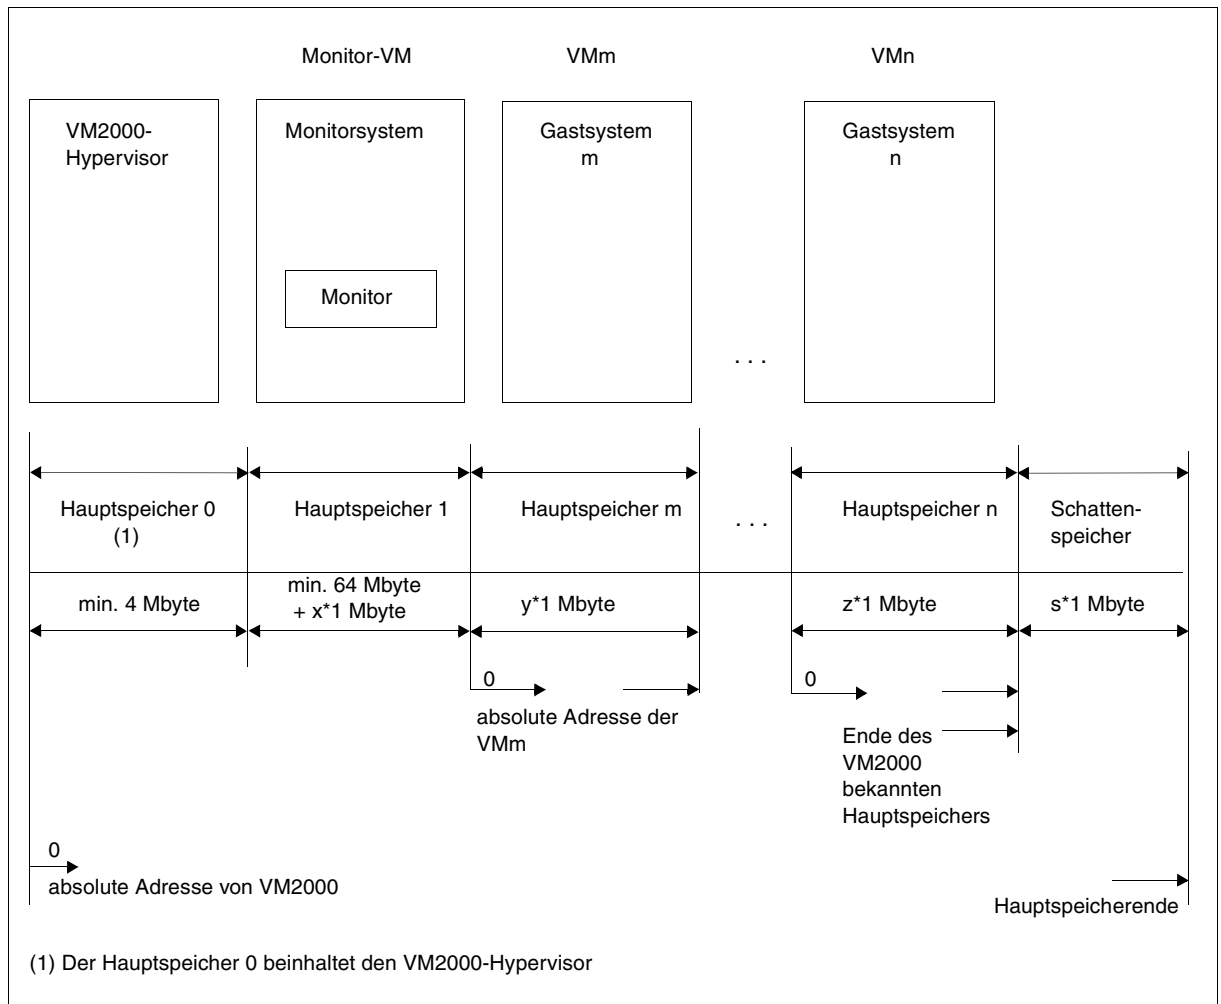 Monitor-VM VMm VMn
VM2000-
Hypervisor
Monitorsystem
Monitor
Gastsystem
m
. . .
Gastsystem
n
Hauptspeicher 0
(1)
Hauptspeicher 1
Hauptspeicher m
. . .
Hauptspeicher n
Schatten-
speicher
min. 4 Mbyte
min. 64 Mbyte
+ x*1 Mbyte
y*1 Mbyte
z*1 Mbyte
s*1 Mbyte
0
absolute Adresse der
VMm
0
Ende des
VM2000
bekannten
Hauptspeichers
0
absolute Adresse von VM2000
Hauptspeicherende
(1) Der Hauptspeicher 0 beinhaltet den VM2000-Hypervisor